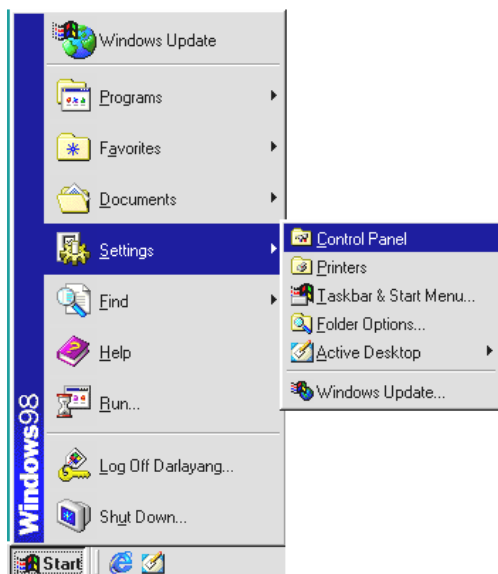 Windows Update
Programs
Favorites
Documents
Settings
Find
Help
Run...
Log Off Darlayang...
Shut Down...
Windows98
Control Panel
Printers
Taskbar & Start Menu...
Folder Options...
Active Desktop
Windows Update...
Start